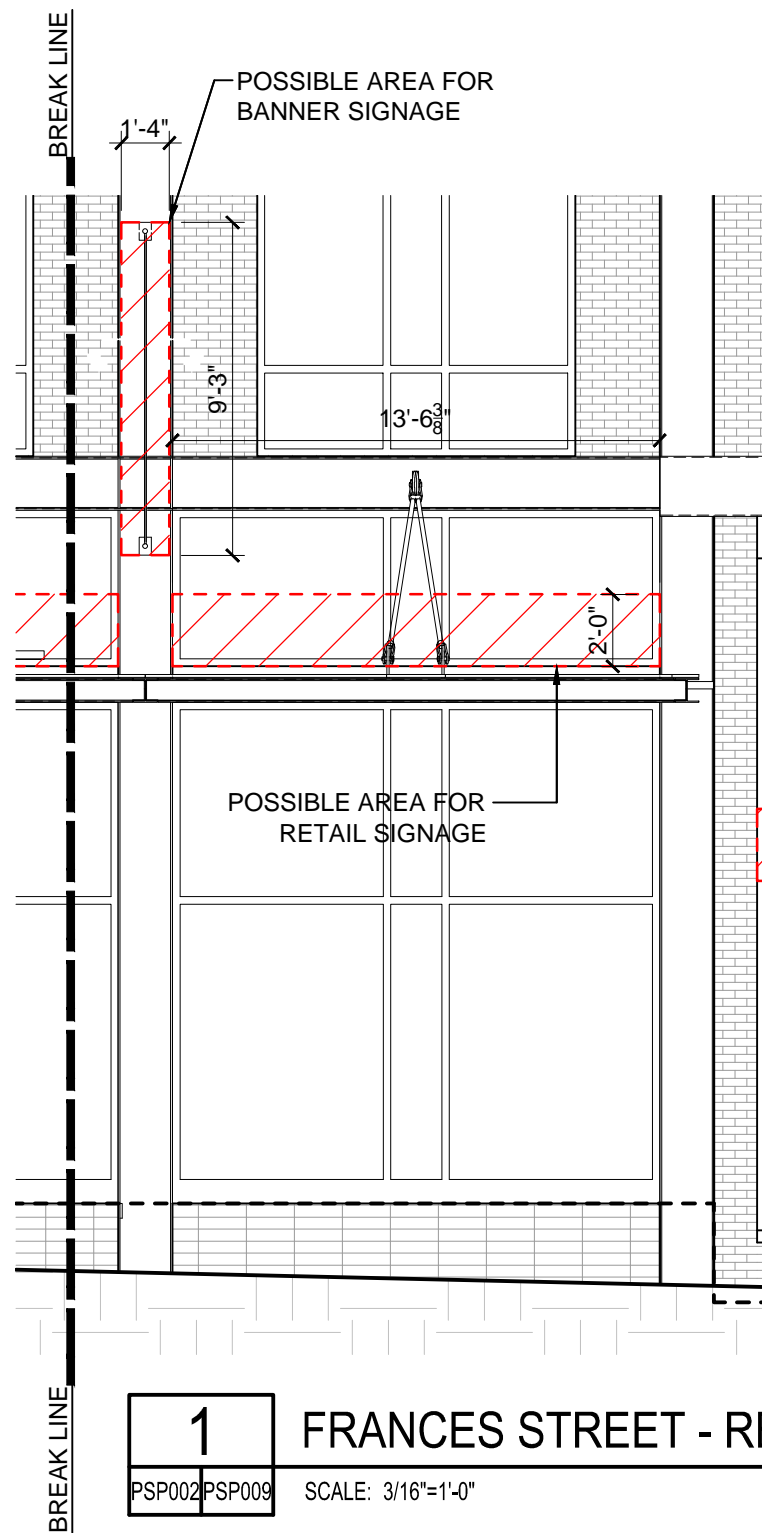 BREAK LINE
POSSIBLE AREA FOR
BANNER SIGNAGE
1'-4"
9'-3"
13'-6 3/8"
2'-0"
POSSIBLE AREA FOR
RETAIL SIGNAGE
BREAK LINE
1
FRANCES STREET - 
PSP002
PSP009
SCALE: 3/16"=1'-0"